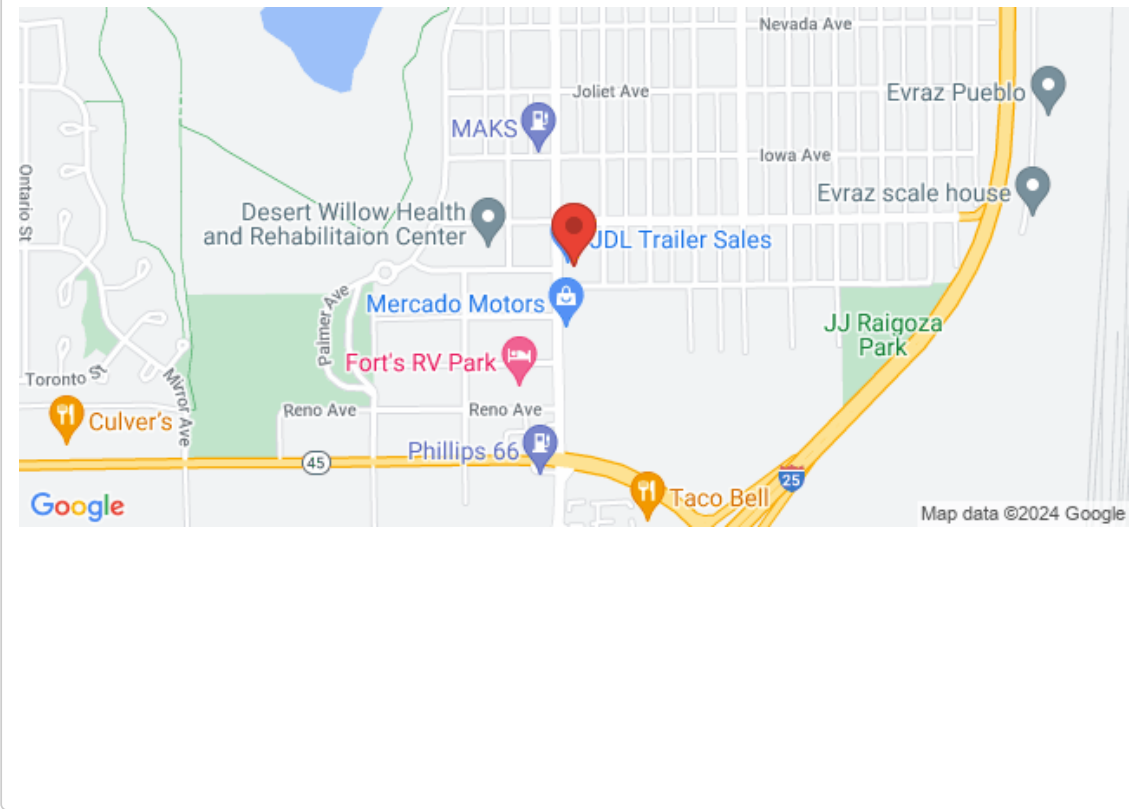 Nevada Ave
Joliet Ave
Evraz Pueblo
MAKS
Iowa Ave
Ontario St
Evraz scale house
Desert Willow Health
and Rehabilitaion Center
JDL Trailer Sales
Palmer Ave
Mercado Motors
JJ Raigoza
Park
Fort's RV Park
Toronto St
Mirror Ave
Reno Ave
Reno Ave
Culver's
Phillips 66
45
25
Taco Bell
Google
Map data ©2024 Google